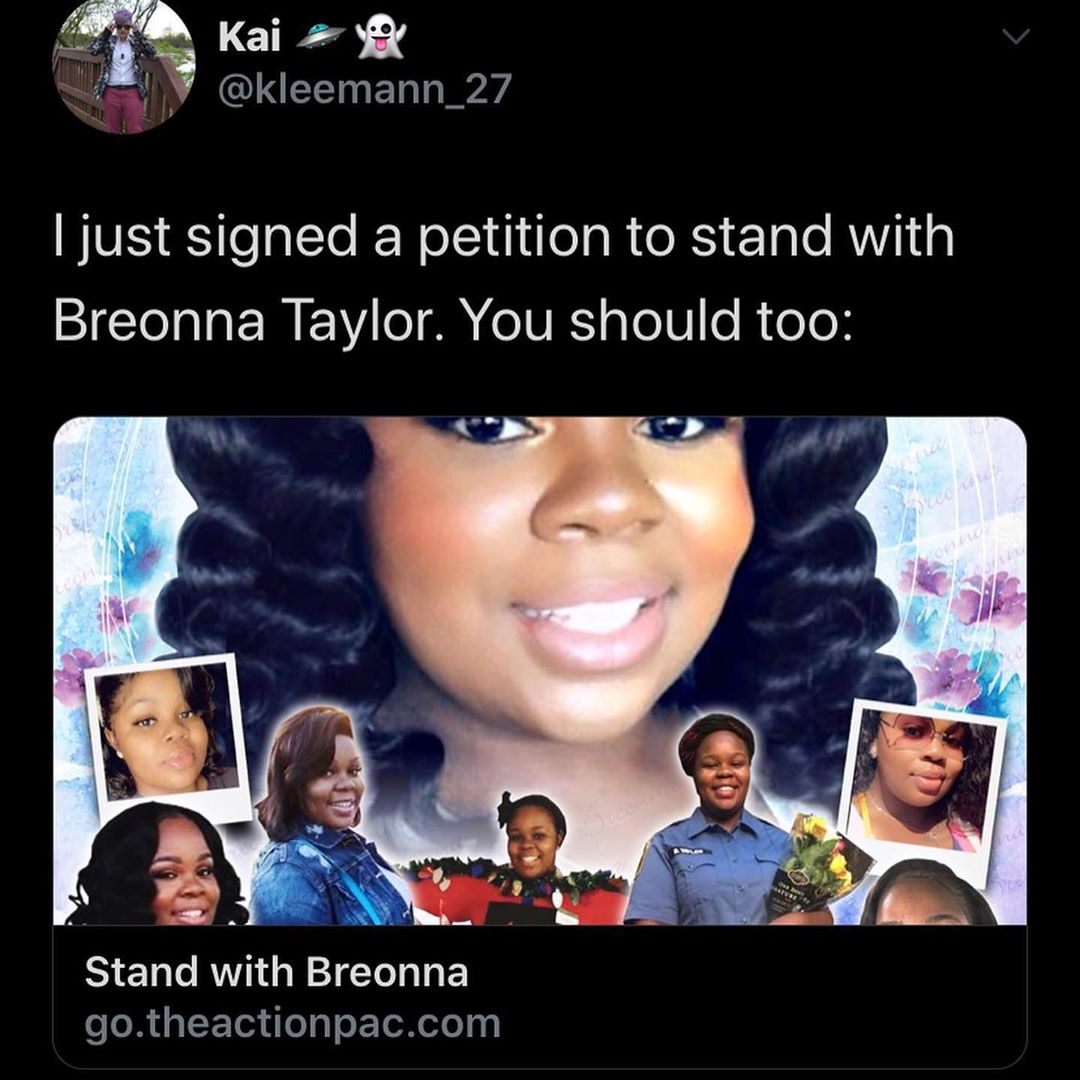 Kai 🛸👻
@kleemann_27
I just signed a petition to stand with
Breonna Taylor. You should too:
Stand with Breonna
go.theactionpac.com